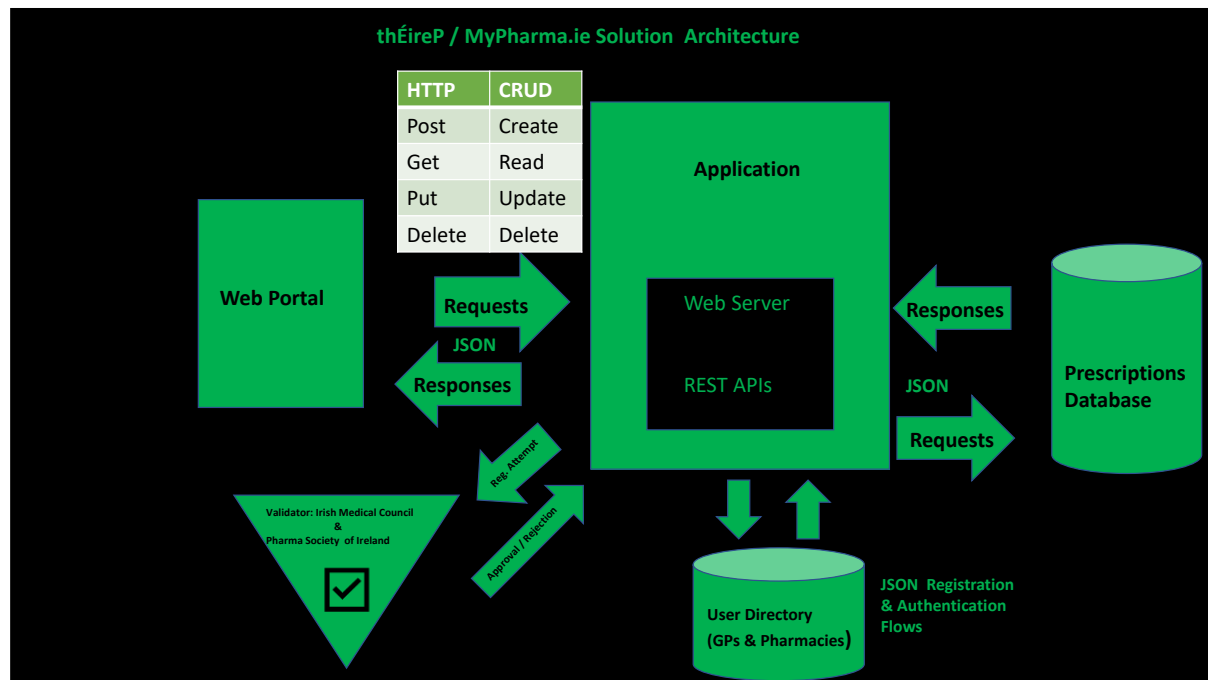 thÉireP / MyPharma.ie Solution Architecture
HTTP CRUD
Post Create
Get Read
Put Update
Delete Delete
Application
Web Portal
Requests
JSON
Responses
Web Server
REST APIs
Responses
JSON
Requests
Prescriptions
Database
Reg. Attempt
Approval / Rejection
Validator: Irish Medical Council
&
Pharma Society of Ireland
User Directory
(GPs & Pharmacies)
JSON Registration
& Authentication
Flows